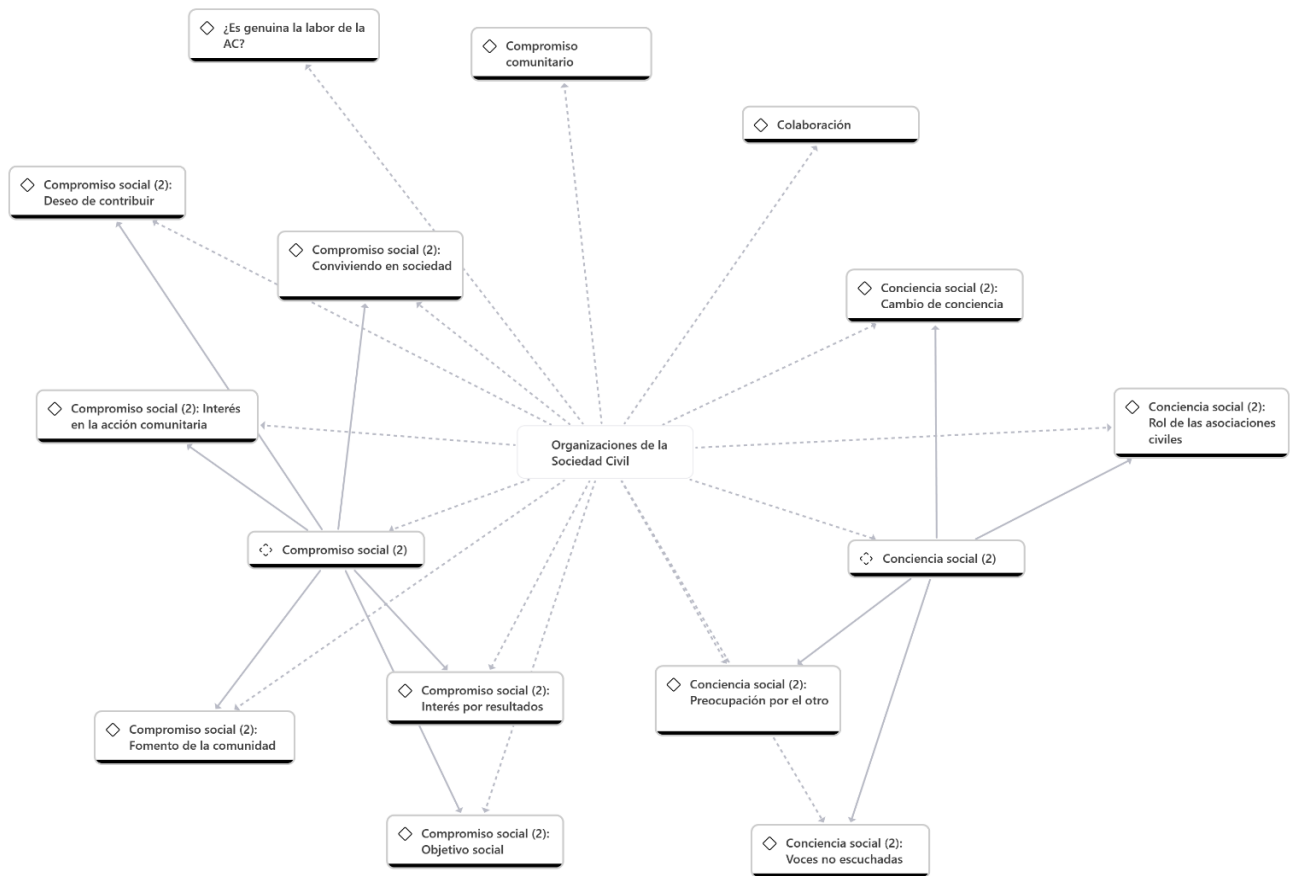 ¿Es genuina la labor de la
AC?
Compromiso
comunitario
Colaboración
Compromiso social (2):
Deseo de contribuir
Compromiso social (2):
Conviviendo en sociedad
Conciencia social (2):
Cambio de conciencia
Compromiso social (2): Interés
en la acción comunitaria
Conciencia social (2):
Rol de las asociaciones
civiles
Organizaciones de la
Sociedad Civil
Compromiso social (2)
Conciencia social (2)
Compromiso social (2):
Interés por resultados
Conciencia social (2):
Preocupación por el otro
Compromiso social (2):
Fomento de la comunidad
Compromiso social (2):
Objetivo social
Conciencia social (2):
Voces no escuchadas